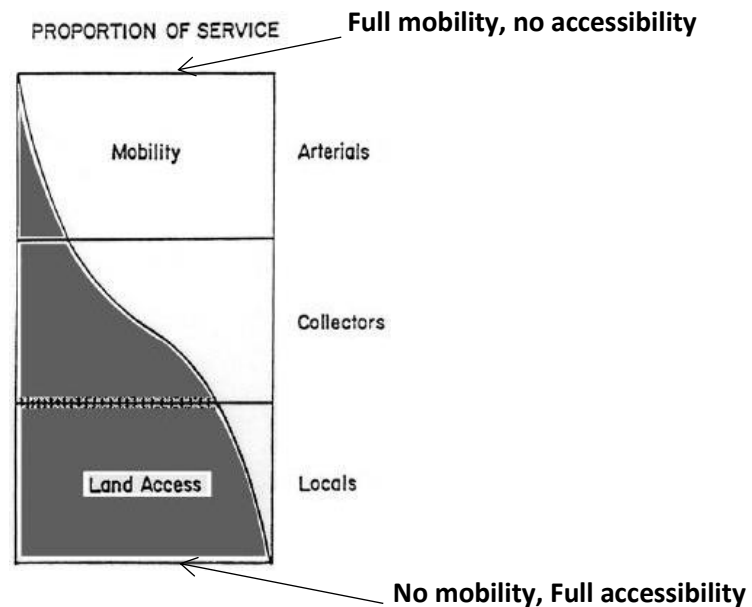 Full mobility, no accessibility
PROPORTION OF SERVICE
Mobility
Arterials
Collectors
Land Access
Locals
No mobility, Full accessibility